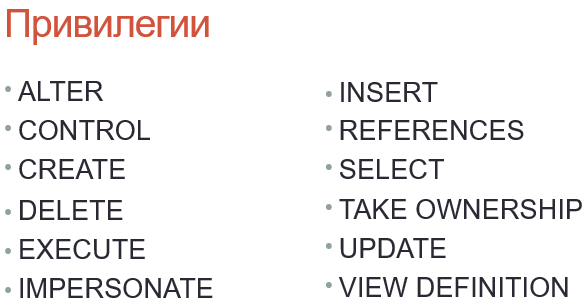 Привилегии
• ALTER
• CONTROL
• CREATE
• DELETE
• EXECUTE
• IMPERSONATE
• INSERT
• REFERENCES
• SELECT
• TAKE OWNERSHIP
• UPDATE
• VIEW DEFINITION